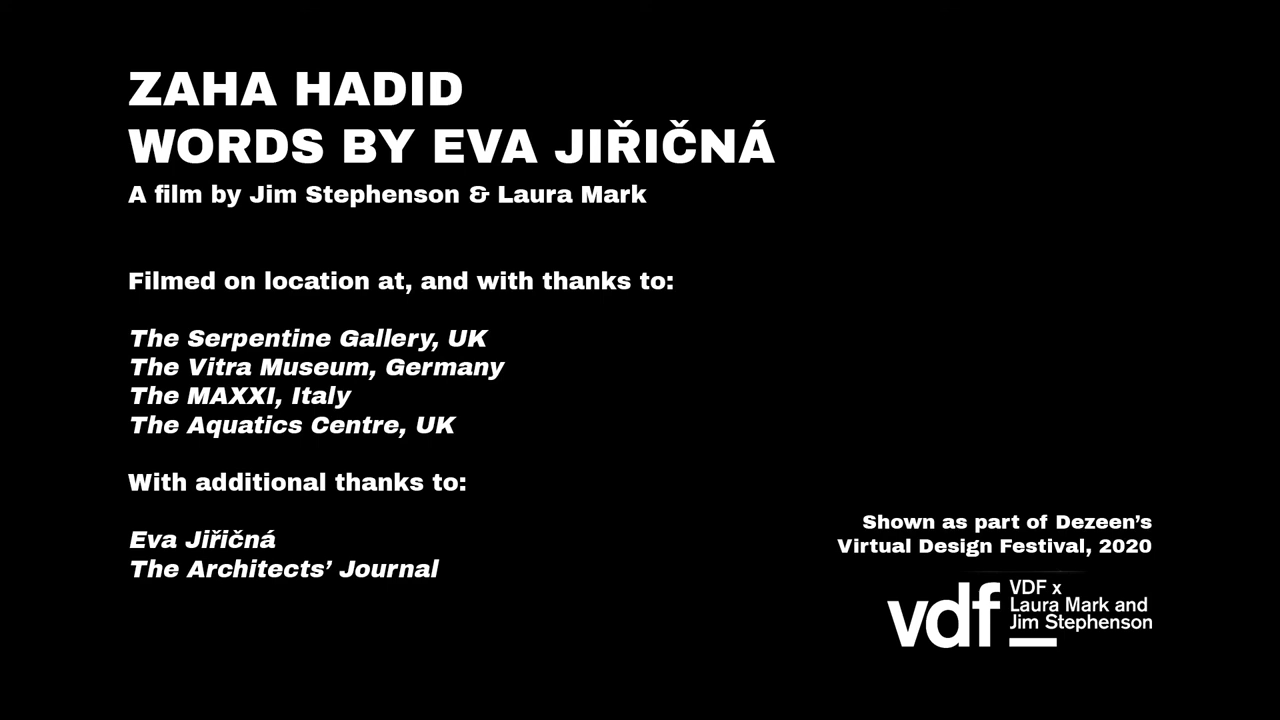 ZAHA HADID
WORDS BY EVA JIŘIČNÁ
A film by Jim Stephenson & Laura Mark
Filmed on location at, and with thanks to:
The Serpentine Gallery, UK
The Vitra Museum, Germany
The MAXXI, Italy
The Aquatics Centre, UK
With additional thanks to:
Eva Jiřičná
The Architects’ Journal
Shown as part of Dezeen’s
Virtual Design Festival, 2020
vdf
VDF x
Laura Mark and
Jim Stephenson